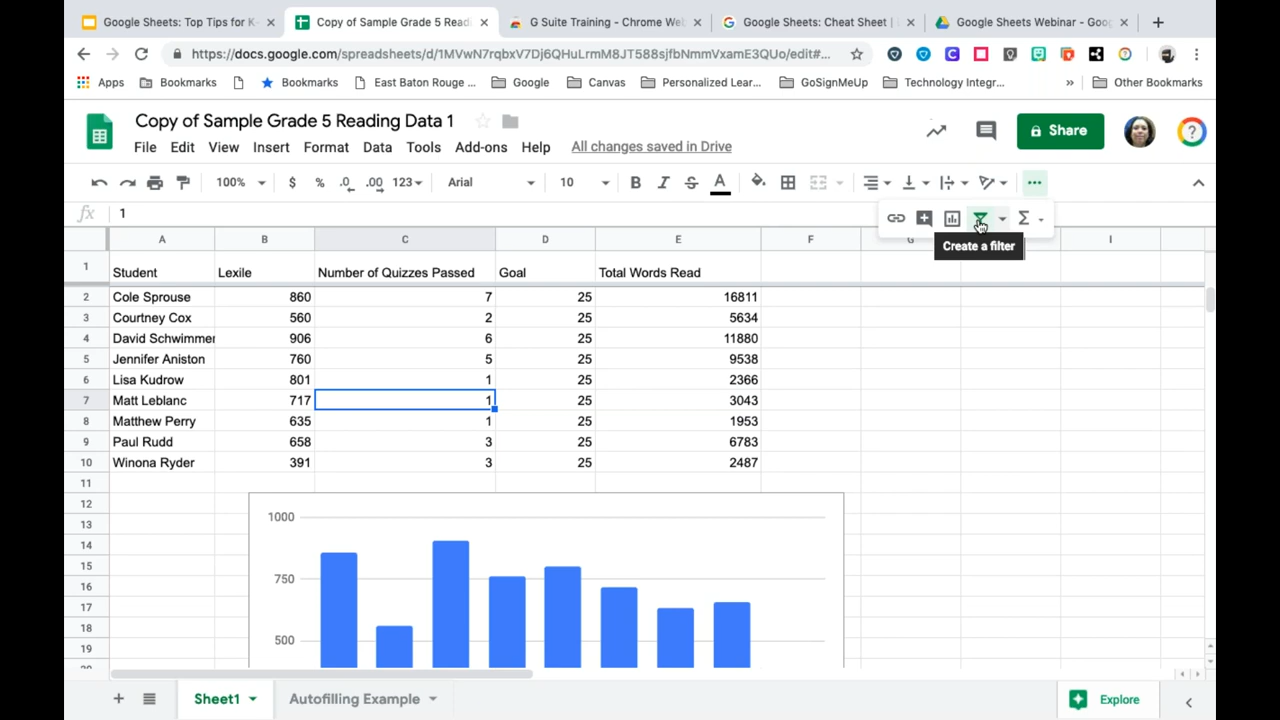 Google Sheets: Top Tips for K- Copy of Sample Grade 5 Readi G Suite Training - Chrome Web Google Sheets: Cheat Sheet | Google Sheets Webinar - Goog
https://docs.google.com/spreadsheets/d/1MVwN7rqbxV7Dj6QHuLrmM8JT588sjfbNmmVxamE3QUo/edit#...
Apps Bookmarks Bookmarks East Baton Rouge ... Google Canvas Personalized Lear... GoSignMeUp Technology Integr... » Other Bookmarks
Copy of Sample Grade 5 Reading Data 1
Share
File Edit View Insert Format Data Tools Add-ons Help All changes saved in Drive
100% $ % .0 .00 123 Arial 10 B I S A
fx 1
Create a filter
A B C D E F G H I
1 Student Lexile Number of Quizzes Passed Goal Total Words Read
2 Cole Sprouse 860 7 25 16811
3 Courtney Cox 560 2 25 5634
4 David Schwimmer 906 6 25 11880
5 Jennifer Aniston 760 5 25 9538
6 Lisa Kudrow 801 1 25 2366
7 Matt Leblanc 717 1 25 3043
8 Matthew Perry 635 1 25 1953
9 Paul Rudd 658 3 25 6783
10 Winona Ryder 391 3 25 2487
11
12
13 1000
14
15
16 750
17
18
19 500
Sheet1 Autofilling Example Explore